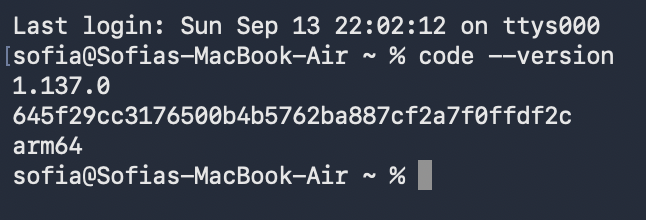 Last login: Sun Sep 13 22:02:12 on ttys000
[sofia@Sofias-MacBook-Air ~ % code --version
1.137.0
645f29cc3176500b4b5762ba887cf2a7f0ffdf2c
arm64
sofia@Sofias-MacBook-Air ~ %